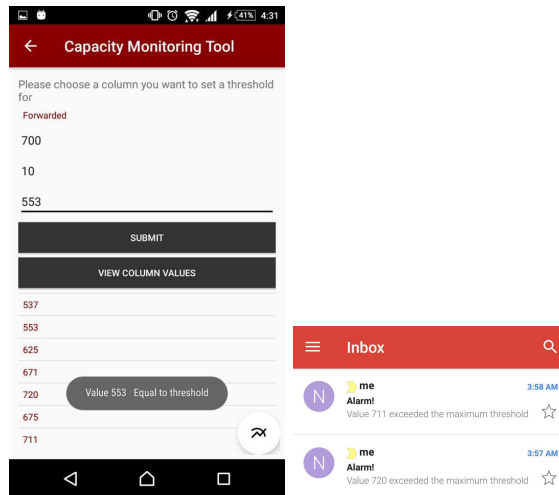 41% 4:31
Capacity Monitoring Tool
Please choose a column you want to set a threshold
for
Forwarded
700
10
553
SUBMIT
VIEW COLUMN VALUES
537
553
625
671
720
Value 553 Equal to threshold
675
711
Inbox
N
me
3:58 AM
Alarm!
Value 711 exceeded the maximum threshold
N
me
3:57 AM
Alarm!
Value 720 exceeded the maximum threshold